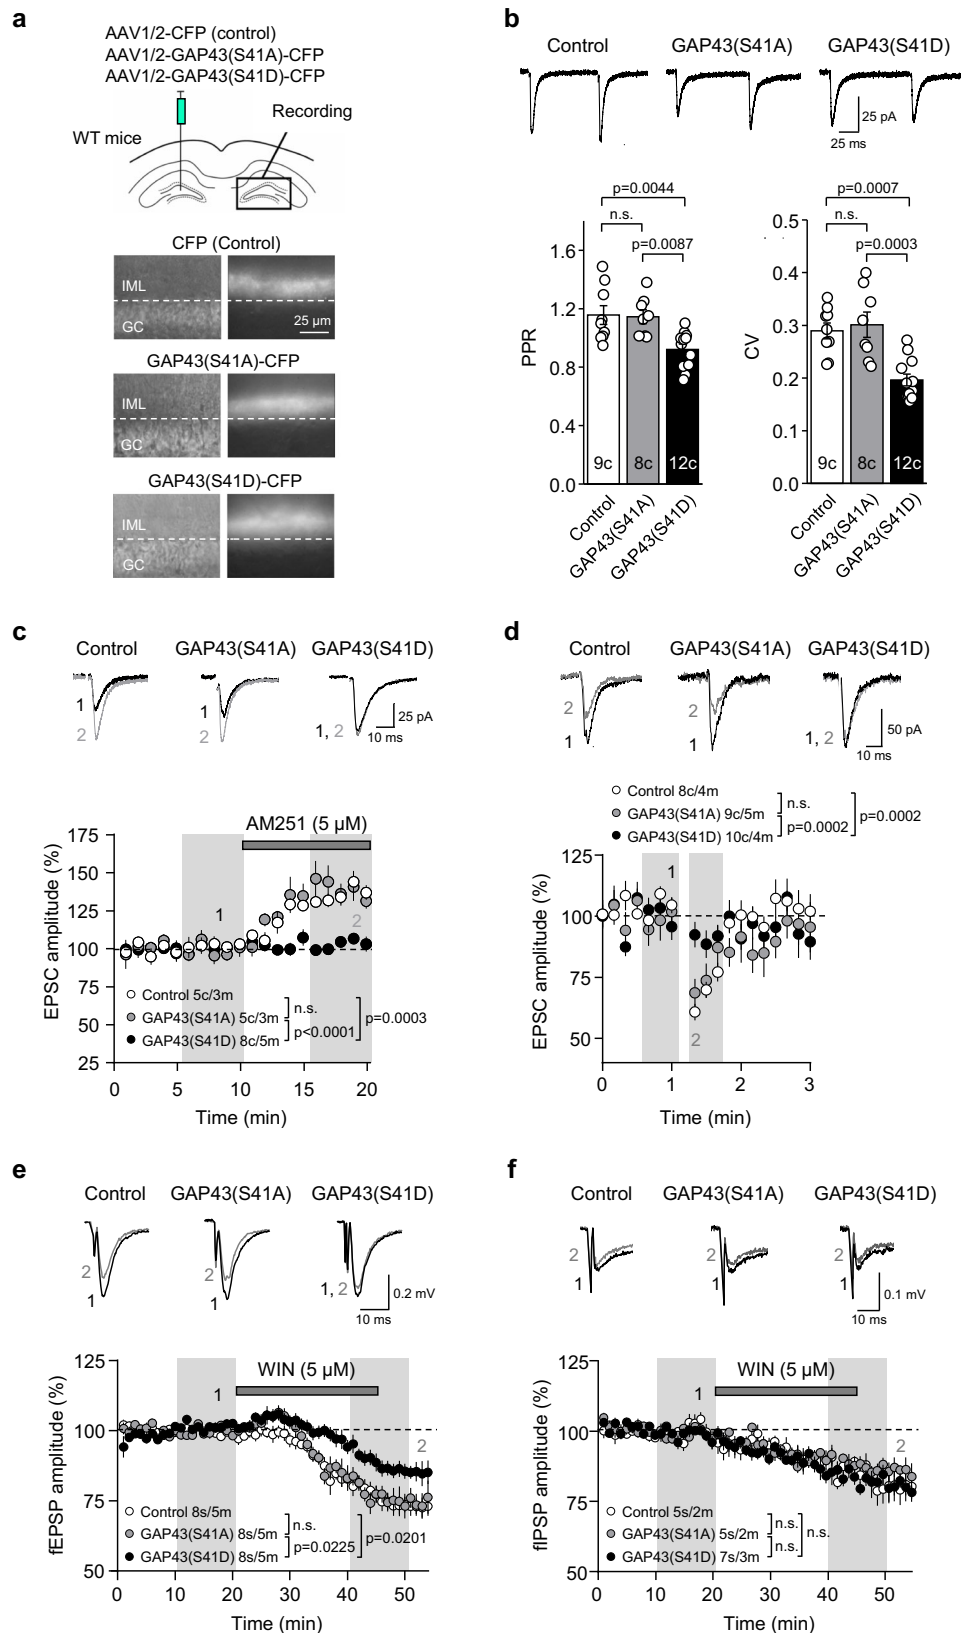 a
AAV1/2-CFP (control)
AAV1/2-GAP43(S41A)-CFP
AAV1/2-GAP43(S41D)-CFP
Recording
WT mice
CFP (Control)
IML
GC
25 µm
GAP43(S41A)-CFP
IML
GC
GAP43(S41D)-CFP
IML
GC
b
Control GAP43(S41A) GAP43(S41D)
25 pA
25 ms
p=0.0044
n.s.
p=0.0087
PPR
1.6
1.2
0.8
0.4
0.0
9c 8c 12c
Control
GAP43(S41A)
GAP43(S41D)
p=0.0007
n.s.
p=0.0003
CV
0.5
0.4
0.3
0.2
0.1
0.0
9c 8c 12c
Control
GAP43(S41A)
GAP43(S41D)
c
Control GAP43(S41A) GAP43(S41D)
1
2
1
2
1, 2
25 pA
10 ms
AM251 (5 µM)
EPSC amplitude (%)
175
150
125
100
75
50
25
1
2
Control 5c/3m
GAP43(S41A) 5c/3m
GAP43(S41D) 8c/5m
n.s.
p<0.0001
p=0.0003
0 5 10 15 20
Time (min)
d
Control GAP43(S41A) GAP43(S41D)
2
1
2
1
1, 2
50 pA
10 ms
Control 8c/4m
GAP43(S41A) 9c/5m
GAP43(S41D) 10c/4m
n.s.
p=0.0002
p=0.0002
EPSC amplitude (%)
125
100
75
50
1
2
0 1 2 3
Time (min)
e
Control GAP43(S41A) GAP43(S41D)
2
1
2
1
1, 2
0.2 mV
10 ms
WIN (5 µM)
fEPSP amplitude (%)
125
100
75
50
1
2
Control 8s/5m
GAP43(S41A) 8s/5m
GAP43(S41D) 8s/5m
n.s.
p=0.0225
p=0.0201
0 10 20 30 40 50
Time (min)
f
Control GAP43(S41A) GAP43(S41D)
2
1
2
1
2
1
0.1 mV
10 ms
WIN (5 µM)
fIPSP amplitude (%)
125
100
75
50
1
2
Control 5s/2m
GAP43(S41A) 5s/2m
GAP43(S41D) 7s/3m
n.s.
n.s.
n.s.
0 10 20 30 40 50
Time (min)